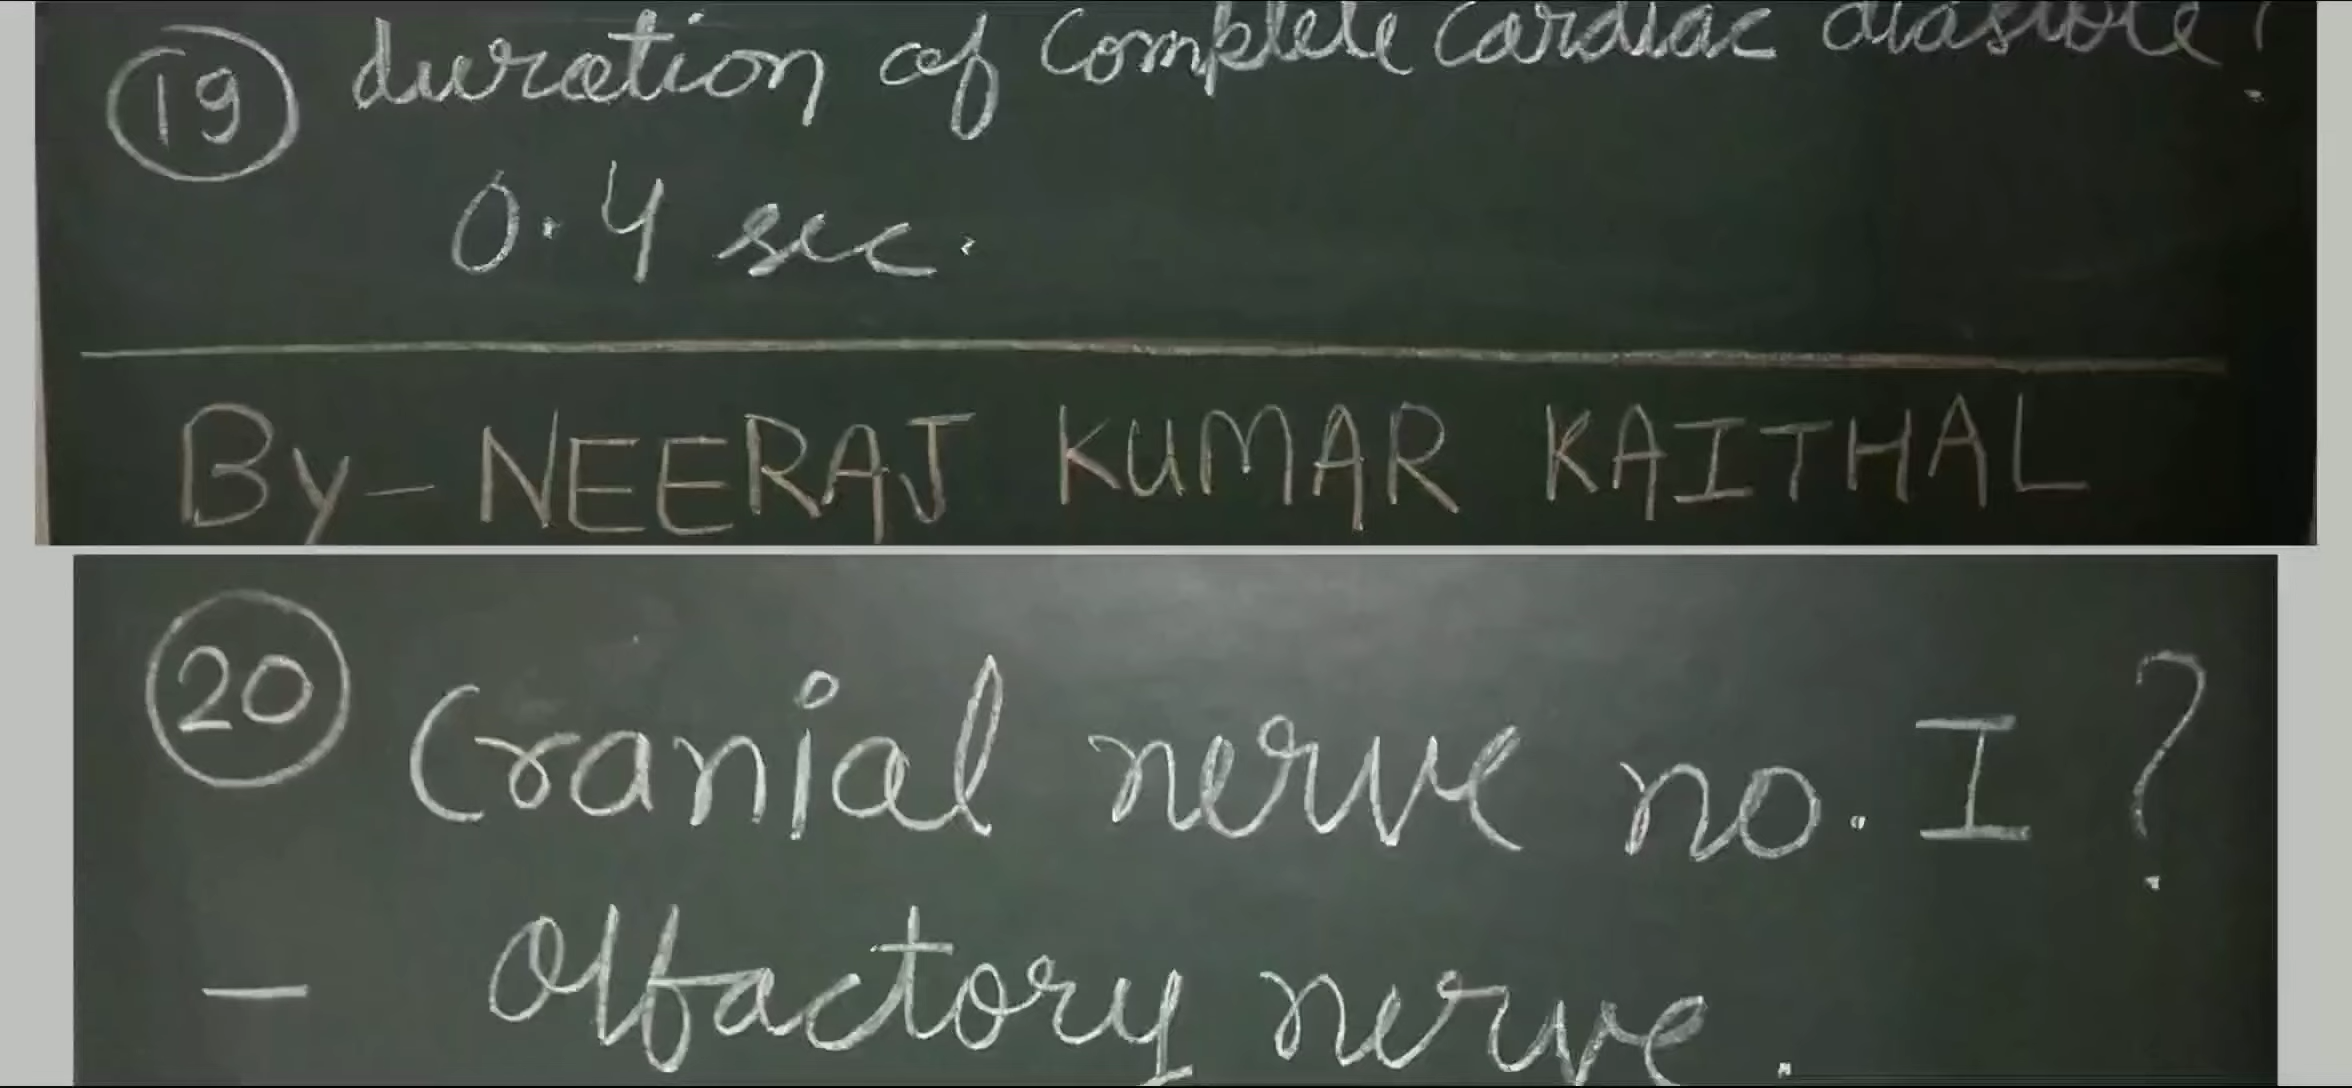 19 duration of Complete Cardiac diastole?
0.4 sec.
By- NEERAJ KUMAR KAITHAL
20 Cranial nerve no. I ?
- Olfactory nerve.